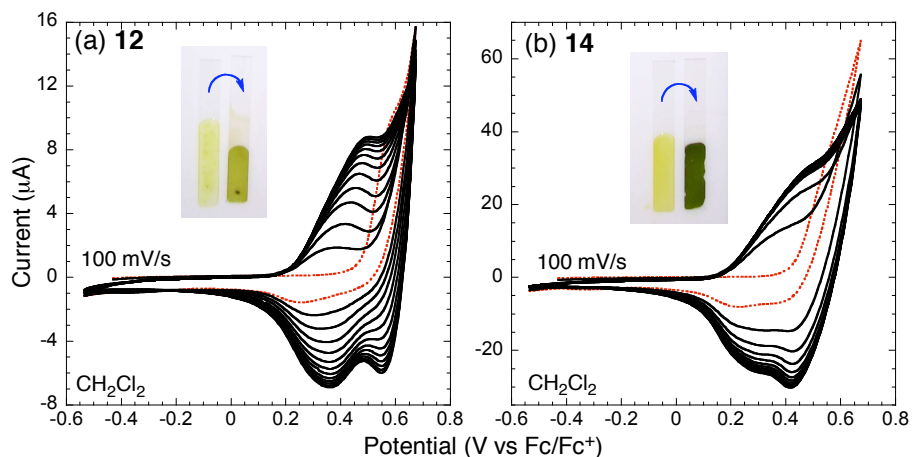 (a) 12
16
12
8
4
0
-4
-8
Current (μA)
100 mV/s
CH₂Cl₂
-0.6 -0.4 -0.2 0 0.2 0.4 0.6 0.8
(b) 14
60
40
20
0
-20
100 mV/s
CH₂Cl₂
-0.6 -0.4 -0.2 0 0.2 0.4 0.6 0.8
Potential (V vs Fc/Fc⁺)